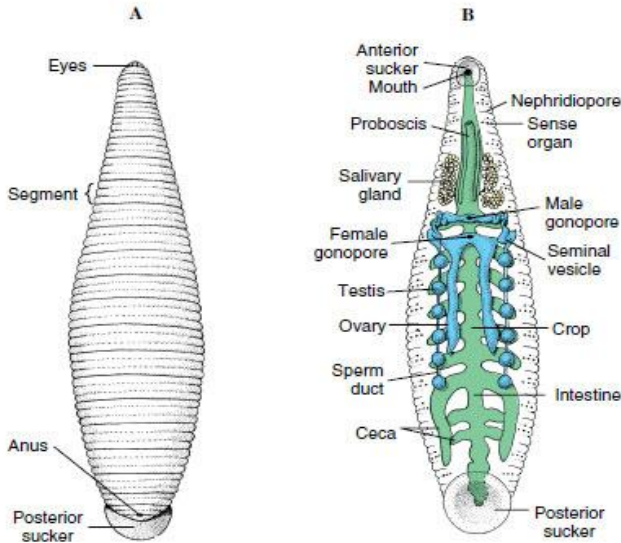 A
Eyes
Segment
Anus
Posterior
sucker
B
Anterior
sucker
Mouth
Nephridiopore
Proboscis
Sense
organ
Salivary
gland
Male
gonopore
Female
gonopore
Seminal
vesicle
Testis
Ovary
Crop
Sperm
duct
Intestine
Ceca
Posterior
sucker